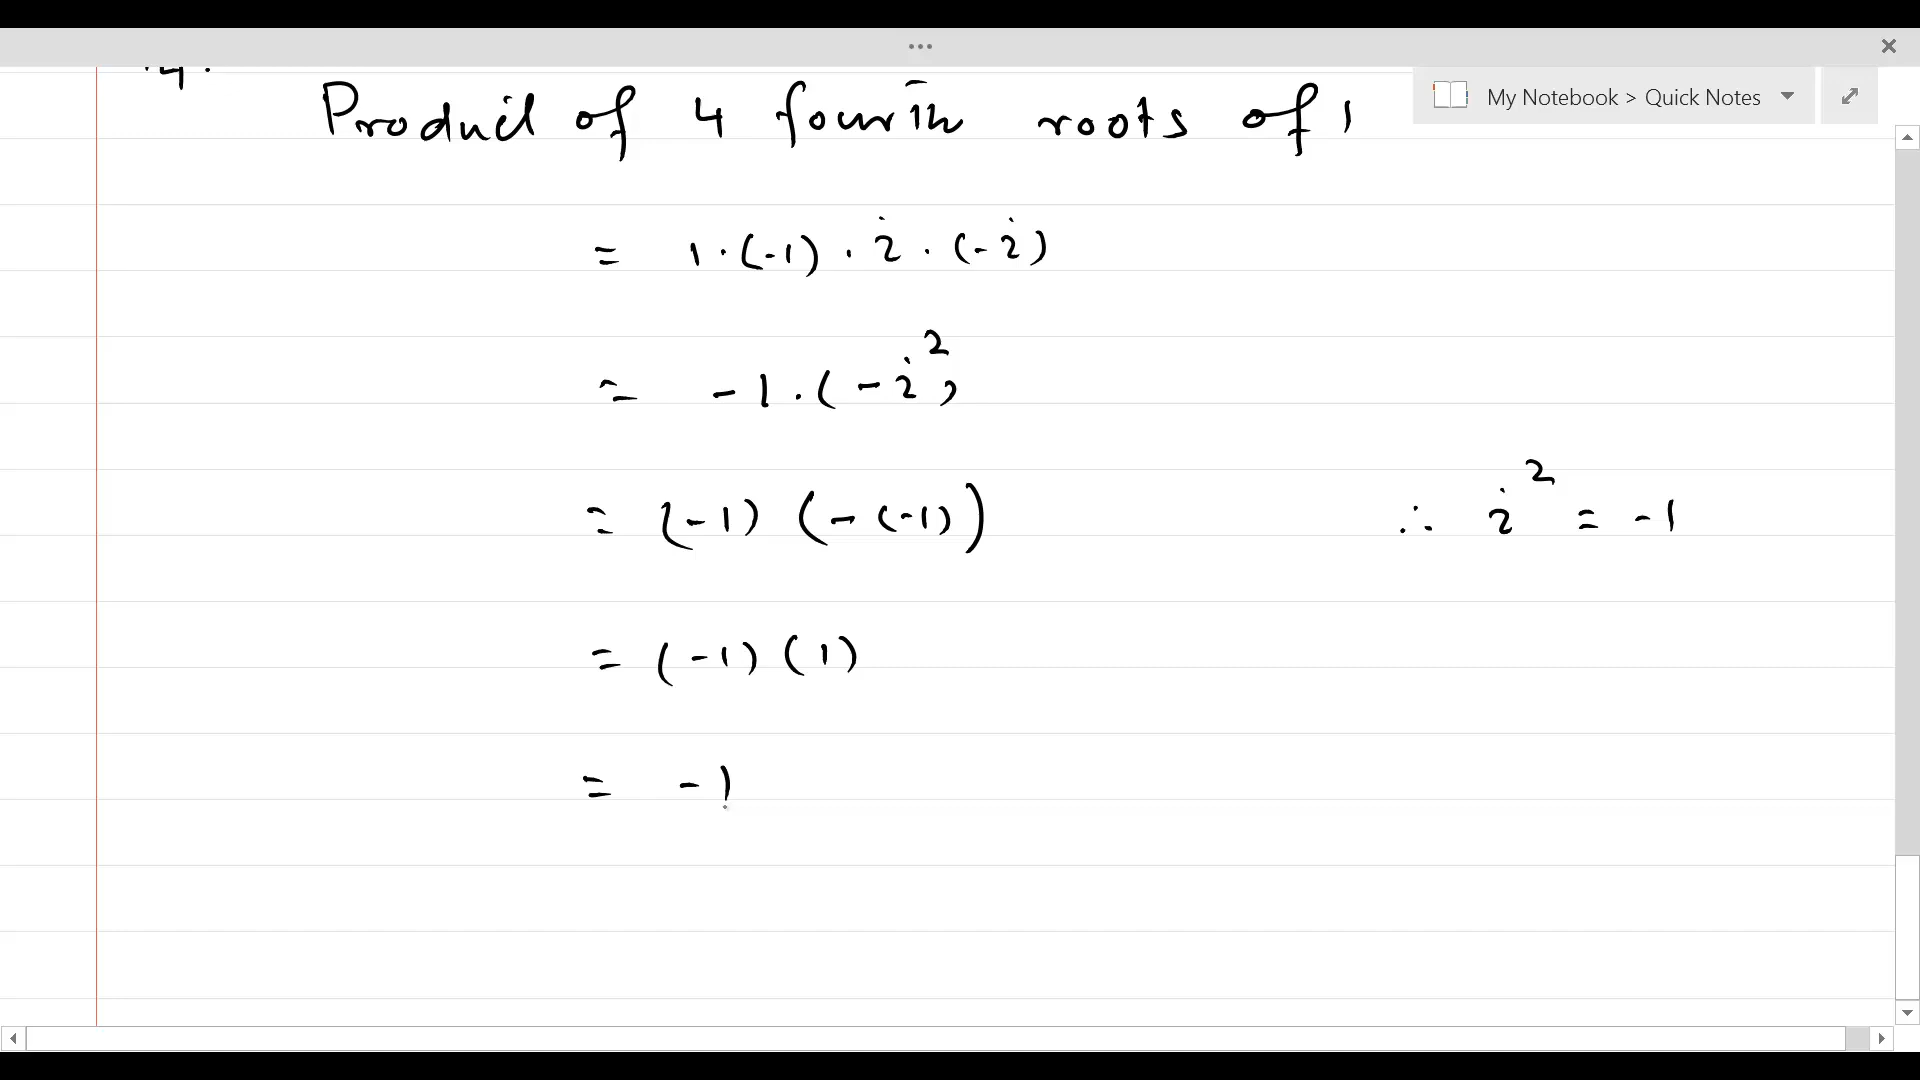 ...
My Notebook > Quick Notes
4.
Product of 4 fourth roots of 1
= 1 · (-1) · i · (-i)
= -1 · (-i²)
= (-1) (-(-1)) ∴ i² = -1
= (-1) (1)
= -1